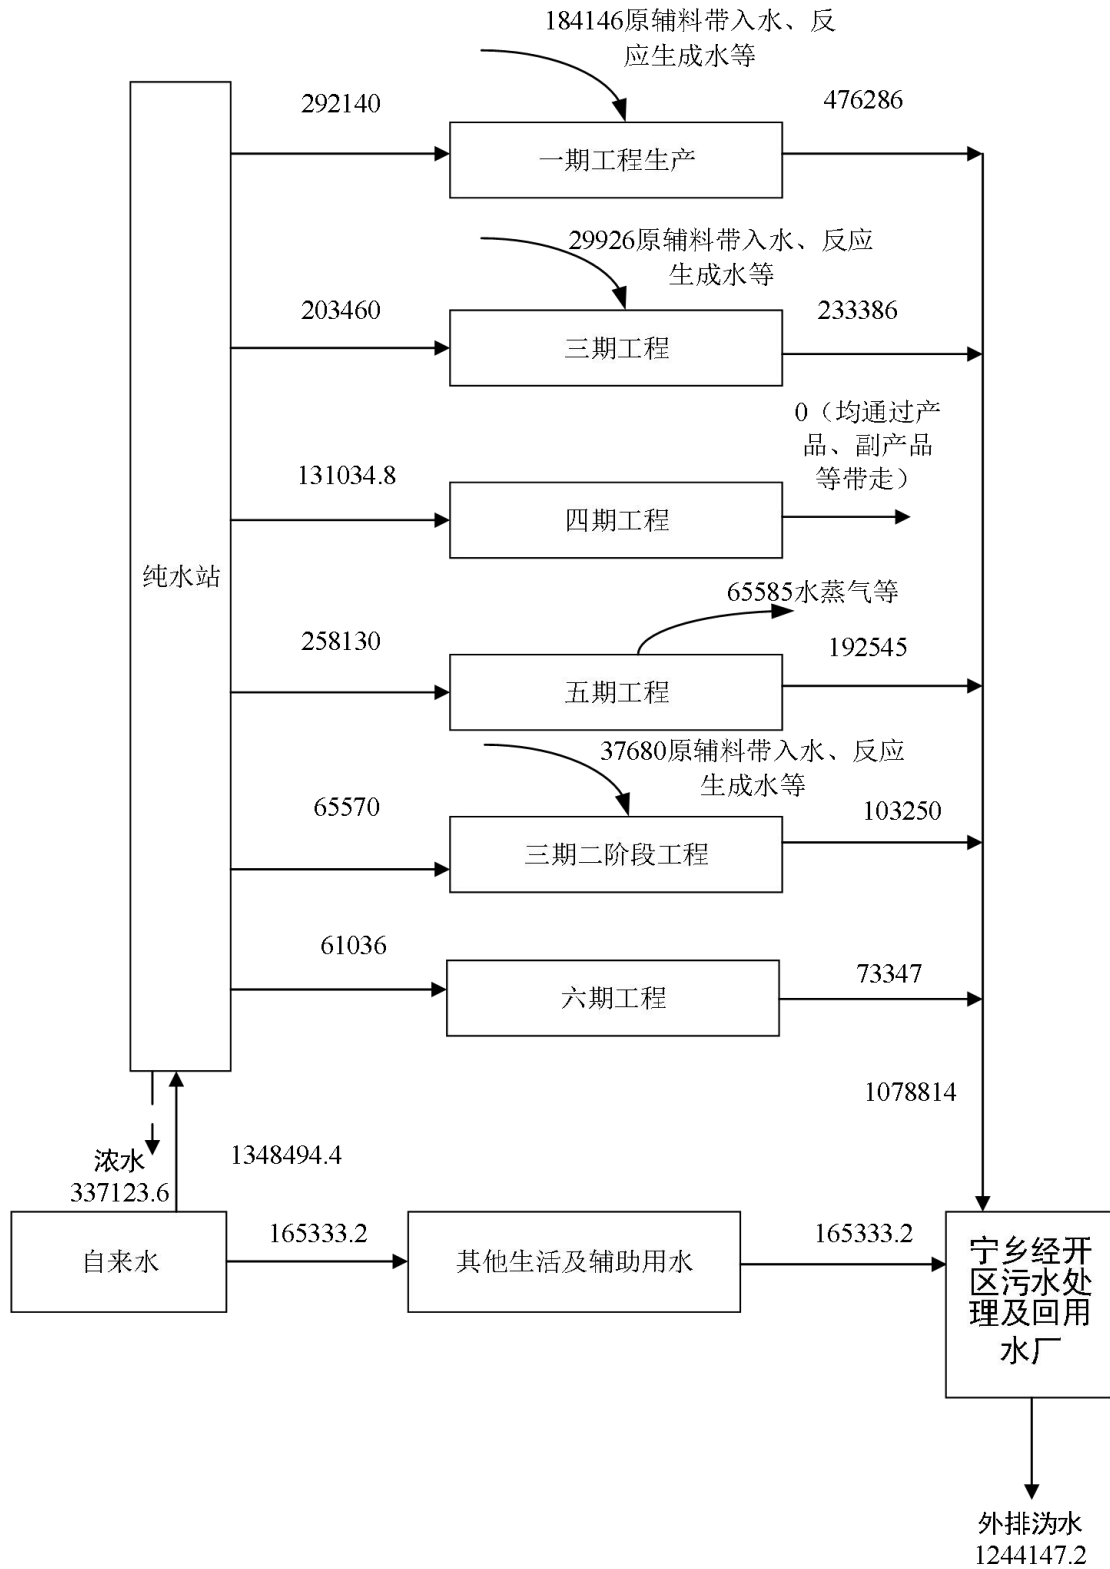 184146原辅料带入水、反
应生成水等
292140
476286
一期工程生产
29926原辅料带入水、反应
生成水等
203460
233386
三期工程
0（均通过产
品、副产品
等带走）
131034.8
四期工程
纯水站
65585水蒸气等
258130
192545
五期工程
37680原辅料带入水、反应
生成水等
65570
103250
三期二阶段工程
61036
73347
六期工程
1078814
浓水
337123.6
1348494.4
自来水
165333.2
其他生活及辅助用水
165333.2
宁乡经开
区污水处
理及回用
水厂
外排沩水
1244147.2